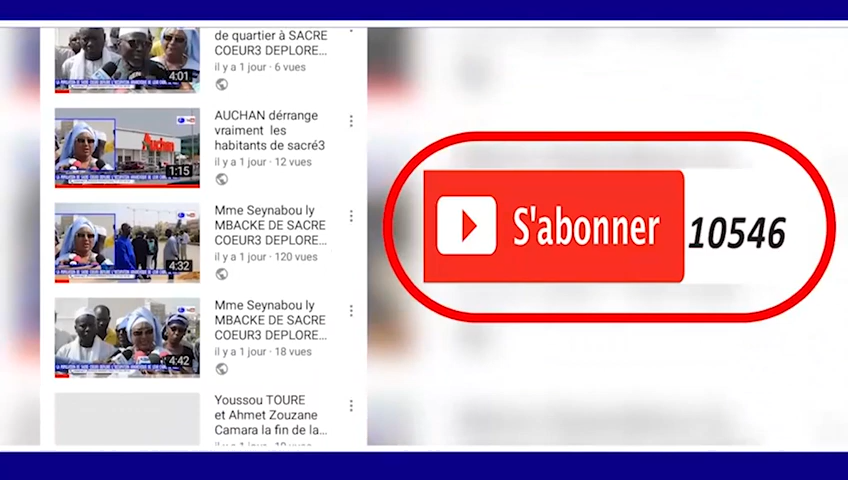 de quartier à SACRE
COEUR3 DEPLORE...
il y a 1 jour · 6 vues
4:01
AUCHAN dérrange
vraiment les
habitants de sacré3
il y a 1 jour · 12 vues
Auchan
1:15
Mme Seynabou ly
MBACKE DE SACRE
COEUR3 DEPLORE...
il y a 1 jour · 120 vues
4:32
Mme Seynabou ly
MBACKE DE SACRE
COEUR3 DEPLORE...
il y a 1 jour · 18 vues
4:42
Youssou TOURE
et Ahmet Zouzane
Camara la fin de la...
S'abonner
10546